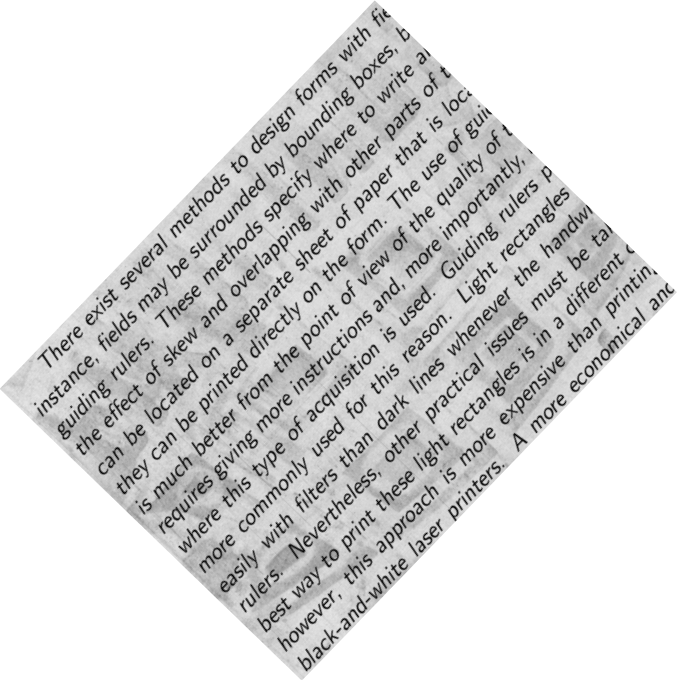 There exist several methods to design forms with fie
instance, fields may be surrounded by bounding boxes, b
guiding rulers. These methods specify where to write a
the effect of skew and overlapping with other parts of t
can be located on a separate sheet of paper that is loc
they can be printed directly on the form. The use of gui
is much better from the point of view of the quality of t
requires giving more instructions and, more importantly,
where this type of acquisition is used. Guiding rulers p
more commonly used for this reason. Light rectangles
easily with filters than dark lines whenever the handw
rulers. Nevertheless, other practical issues must be ta
best way to print these light rectangles is in a different c
however, this approach is more expensive than printin
black-and-white laser printers. A more economical and